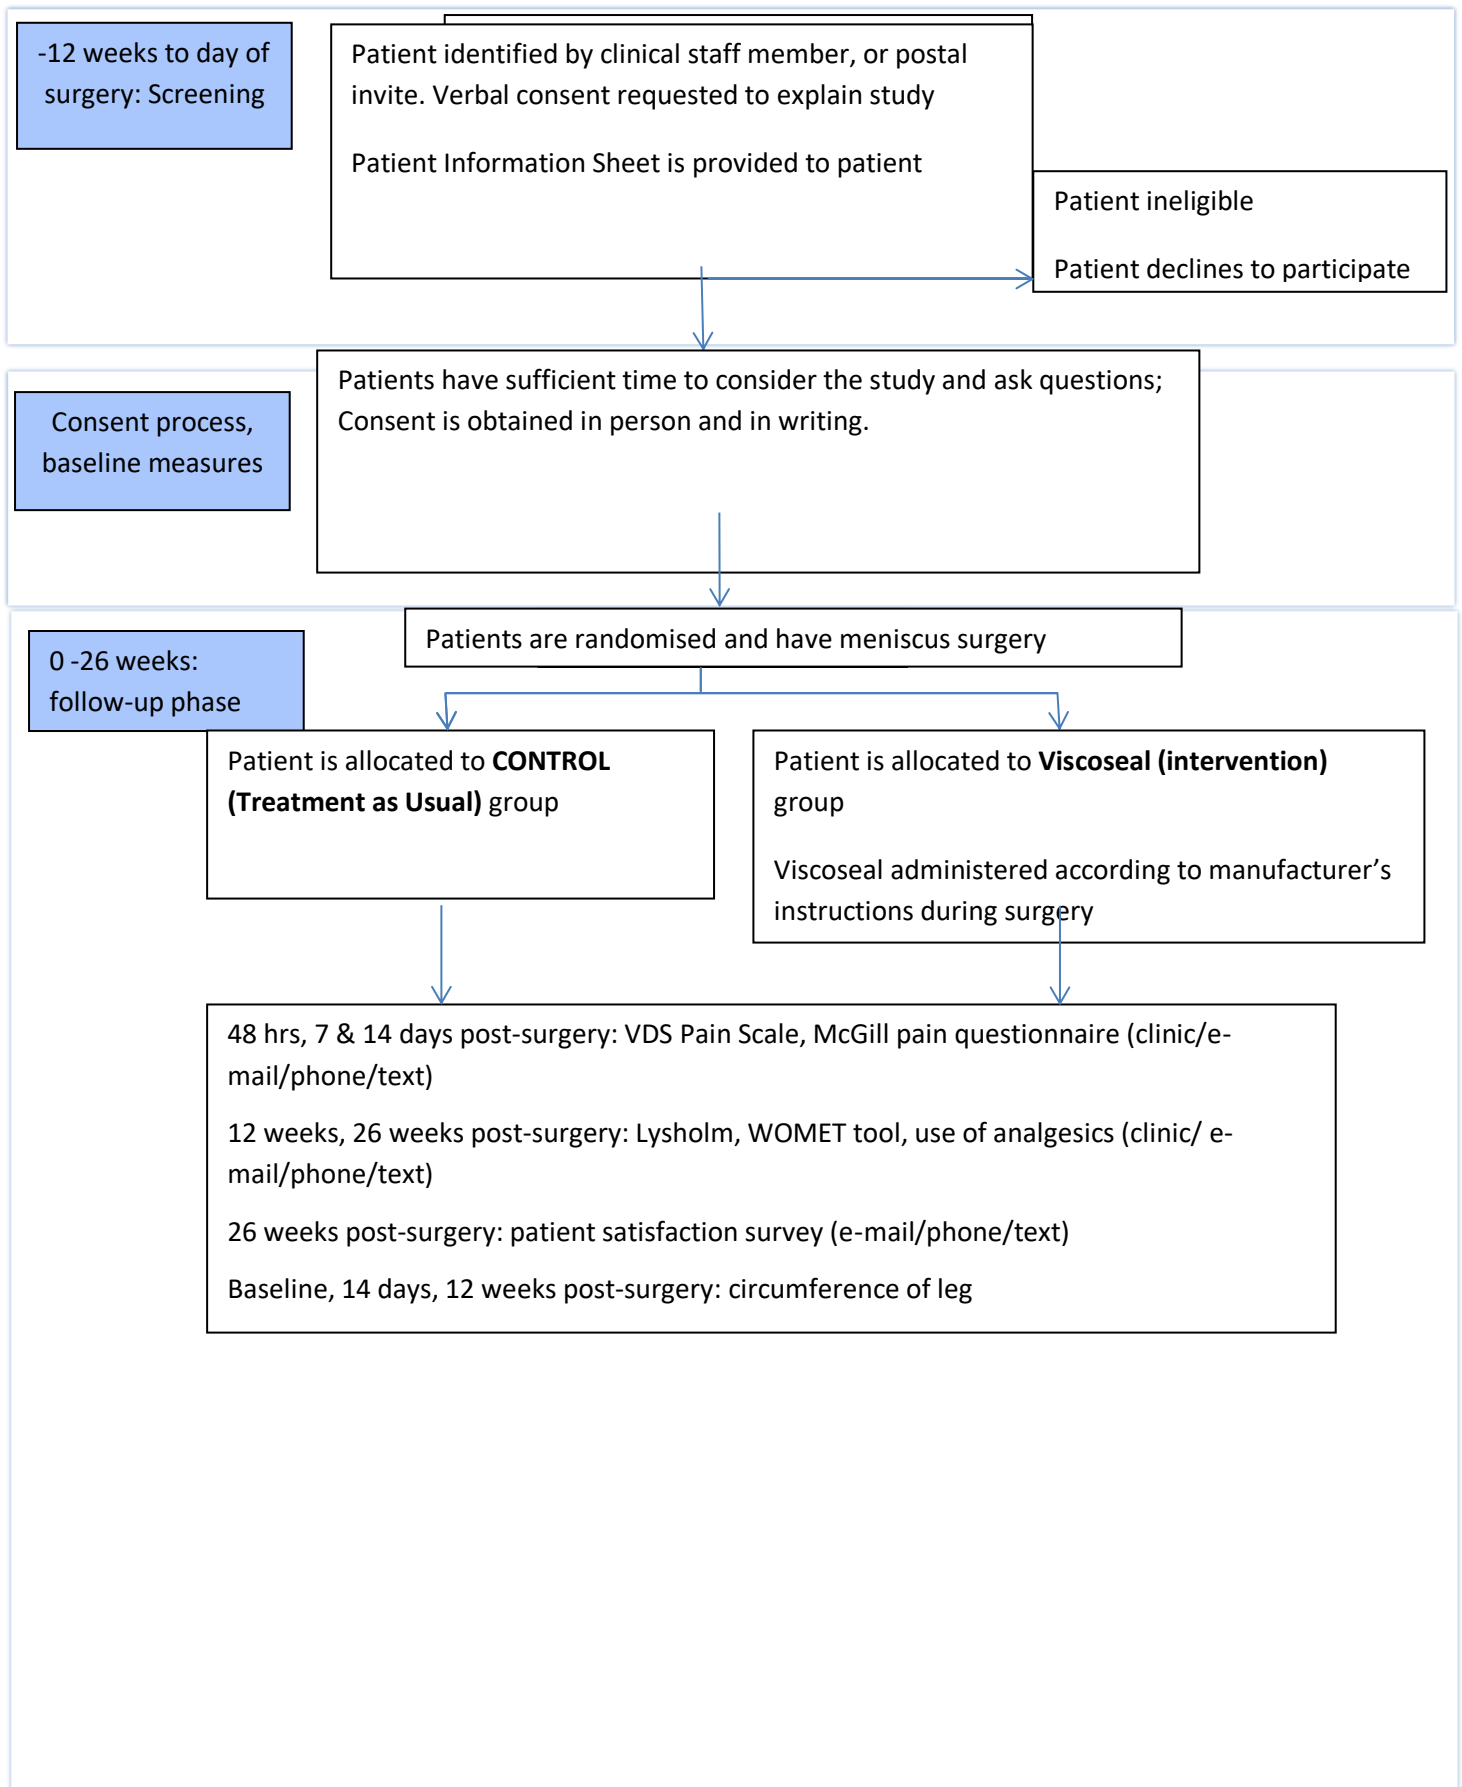 -12 weeks to day of
surgery: Screening
Patient identified by clinical staff member, or postal
invite. Verbal consent requested to explain study
Patient Information Sheet is provided to patient
Patient ineligible
Patient declines to participate
Consent process,
baseline measures
Patients have sufficient time to consider the study and ask questions;
Consent is obtained in person and in writing.
0 -26 weeks:
follow-up phase
Patients are randomised and have meniscus surgery
Patient is allocated to CONTROL
(Treatment as Usual) group
Patient is allocated to Viscoseal (intervention)
group
Viscoseal administered according to manufacturer’s
instructions during surgery
48 hrs, 7 & 14 days post-surgery: VDS Pain Scale, McGill pain questionnaire (clinic/e-
mail/phone/text)
12 weeks, 26 weeks post-surgery: Lysholm, WOMET tool, use of analgesics (clinic/ e-
mail/phone/text)
26 weeks post-surgery: patient satisfaction survey (e-mail/phone/text)
Baseline, 14 days, 12 weeks post-surgery: circumference of leg